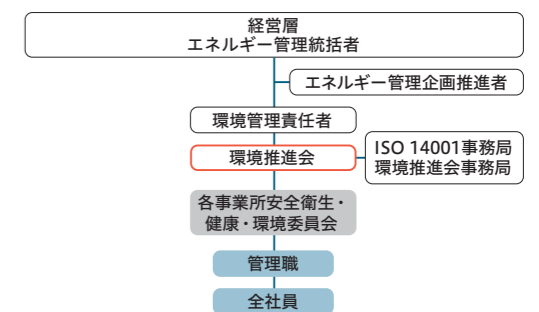 経営層
エネルギー管理統括者
エネルギー管理企画推進者
環境管理責任者
環境推進会
ISO 14001事務局
環境推進会事務局
各事業所安全衛生・
健康・環境委員会
管理職
全社員